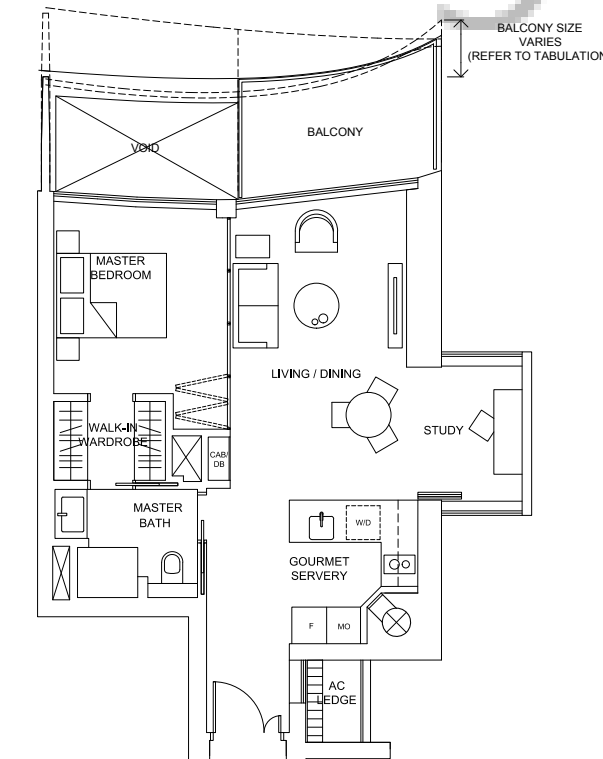 BALCONY SIZE
VARIES
(REFER TO TABULATION
BALCONY
VOID
MASTER
BEDROOM
LIVING / DINING
WALK-IN
WARDROBE
STUDY
CAB/
DB
MASTER
BATH
W/D
GOURMET
SERVERY
F
MO
AC
LEDGE